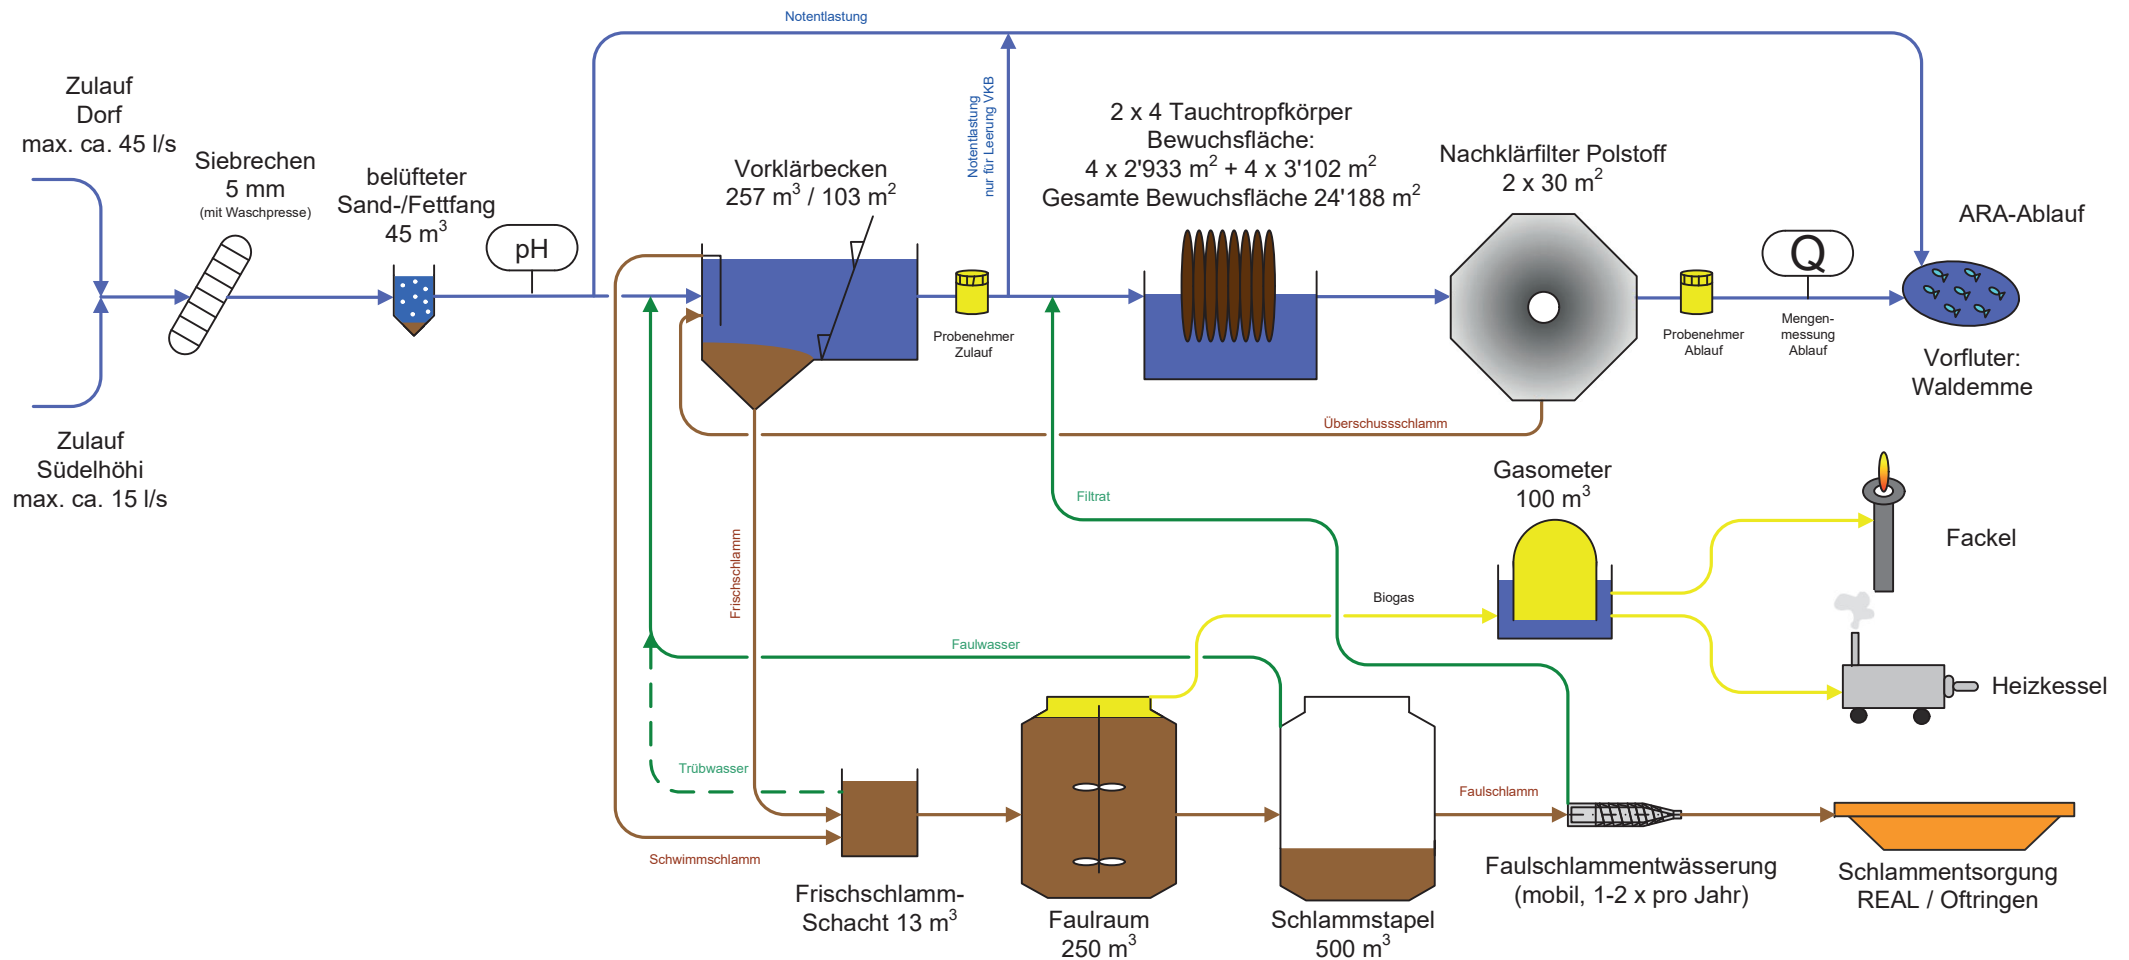 Notentlastung
Zulauf
Dorf
max. ca. 45 l/s
Siebrechen
5 mm
(mit Waschpresse)
belüfteter
Sand-/Fettfang
45 m³
pH
Vorklärbecken
257 m³ / 103 m²
Notentlastung
nur für Leerung VKB
2 x 4 Tauchtropfkörper
Bewuchsfläche:
4 x 2'933 m² + 4 x 3'102 m²
Gesamte Bewuchsfläche 24'188 m²
Nachklärfilter Polstoff
2 x 30 m²
Q
ARA-Ablauf
Probenehmer
Zulauf
Probenehmer
Ablauf
Mengen-
messung
Ablauf
Vorfluter:
Waldemme
Zulauf
Südelhöhi
max. ca. 15 l/s
Überschussschlamm
Filtrat
Gasometer
100 m³
Fackel
Frischschlamm
Biogas
Faulwasser
Heizkessel
Trübwasser
Schwimmschlamm
Faulschlamm
Frischschlamm-
Schacht 13 m³
Faulraum
250 m³
Schlammstapel
500 m³
Faulschlammentwässerung
(mobil, 1-2 x pro Jahr)
Schlammentsorgung
REAL / Oftringen